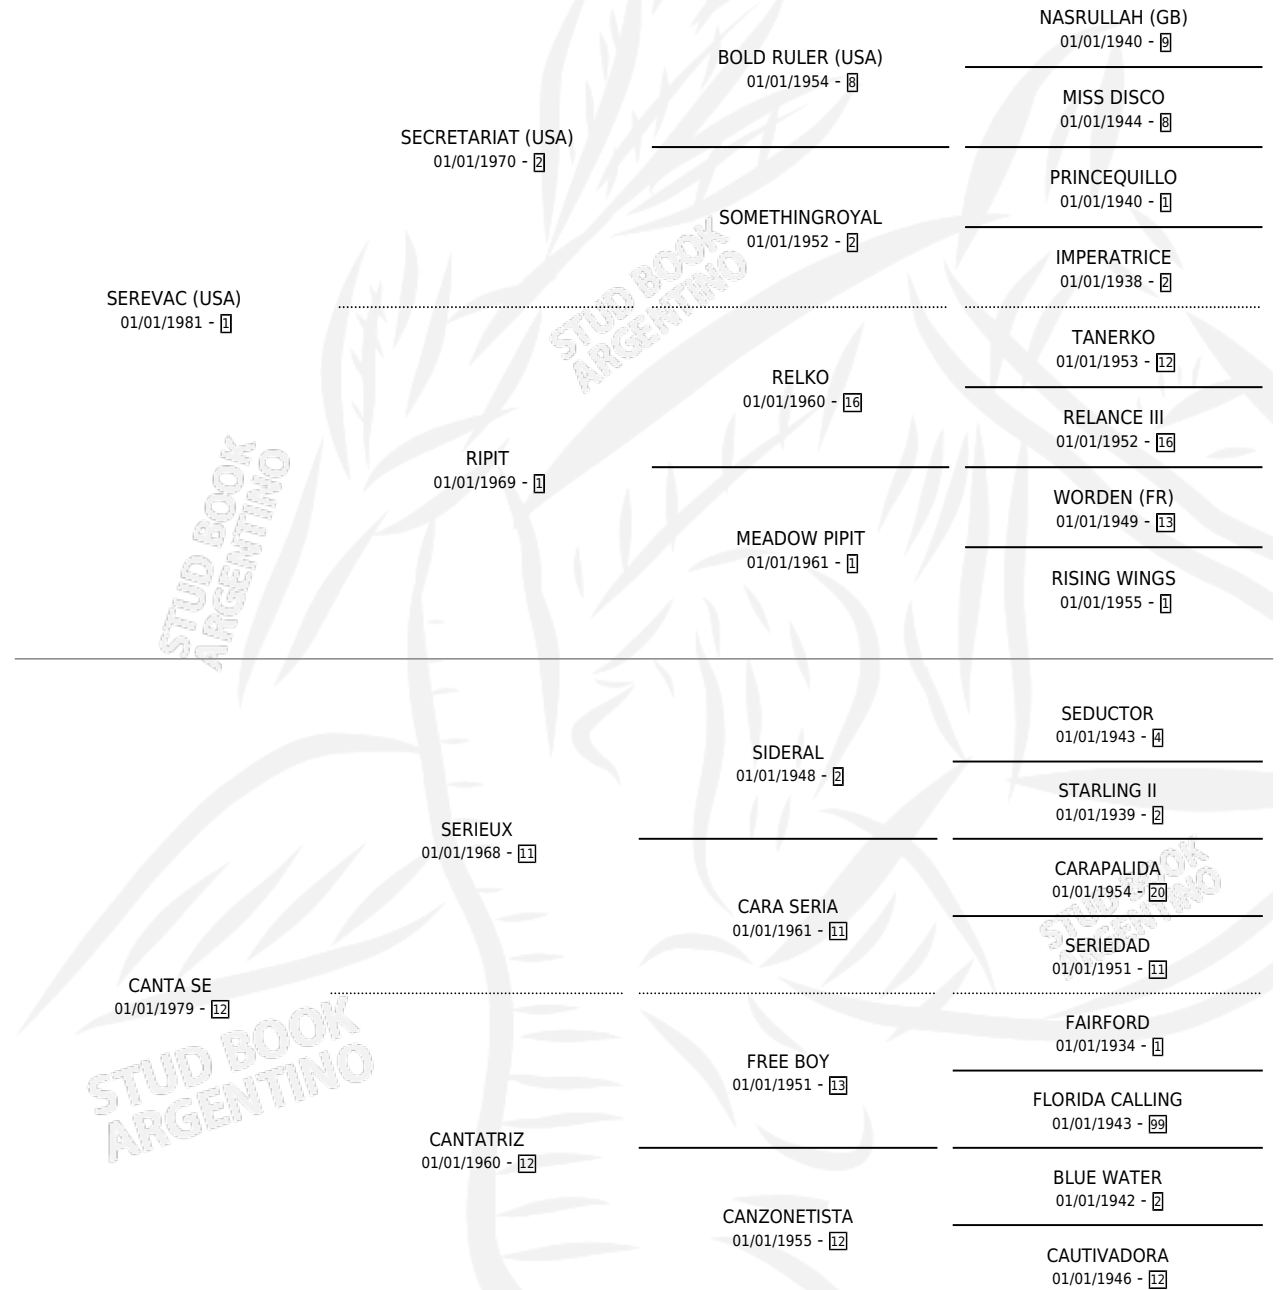 NASRULLAH (GB)
01/01/1940 - 9
BOLD RULER (USA)
01/01/1954 - 8
MISS DISCO
01/01/1944 - 8
SECRETARIAT (USA)
01/01/1970 - 2
PRINCEQUILLO
01/01/1940 - 1
SOMETHINGROYAL
01/01/1952 - 2
IMPERATRICE
01/01/1938 - 2
SEREVAC (USA)
01/01/1981 - 1
TANERKO
01/01/1953 - 12
RELKO
01/01/1960 - 16
RELANCE III
01/01/1952 - 16
RIPIT
01/01/1969 - 1
WORDEN (FR)
01/01/1949 - 13
MEADOW PIPIT
01/01/1961 - 1
RISING WINGS
01/01/1955 - 1
STUD BOOK
ARGENTINO
STUD BOOK
ARGENTINO
SEDUCTOR
01/01/1943 - 4
SIDERAL
01/01/1948 - 2
STARLING II
01/01/1939 - 2
SERIEUX
01/01/1968 - 11
CARAPALIDA
01/01/1954 - 20
CARA SERIA
01/01/1961 - 11
SERIEDAD
01/01/1951 - 11
STUD BOOK
ARGENTINO
CANTA SE
01/01/1979 - 12
FAIRFORD
01/01/1934 - 1
FREE BOY
01/01/1951 - 13
FLORIDA CALLING
01/01/1943 - 99
CANTATRIZ
01/01/1960 - 12
BLUE WATER
01/01/1942 - 2
CANZONETISTA
01/01/1955 - 12
CAUTIVADORA
01/01/1946 - 12
STUD BOOK
ARGENTINO